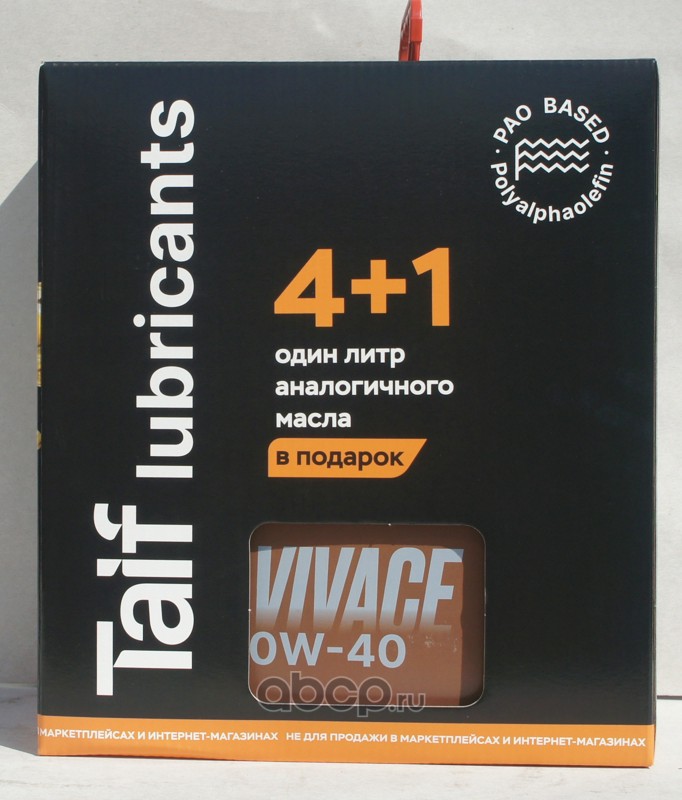 Taif lubricants
· PAO BASED ·
Polyalphaolefin
4+1
один литр
аналогичного
масла
в подарок
VIVACE
0W-40
abcp.ru
МАРКЕТПЛЕЙСАХ И ИНТЕРНЕТ-МАГАЗИНАХ НЕ ДЛЯ ПРОДАЖИ В МАРКЕТПЛЕЙСАХ И ИНТЕРНЕТ-МАГАЗИНАХ